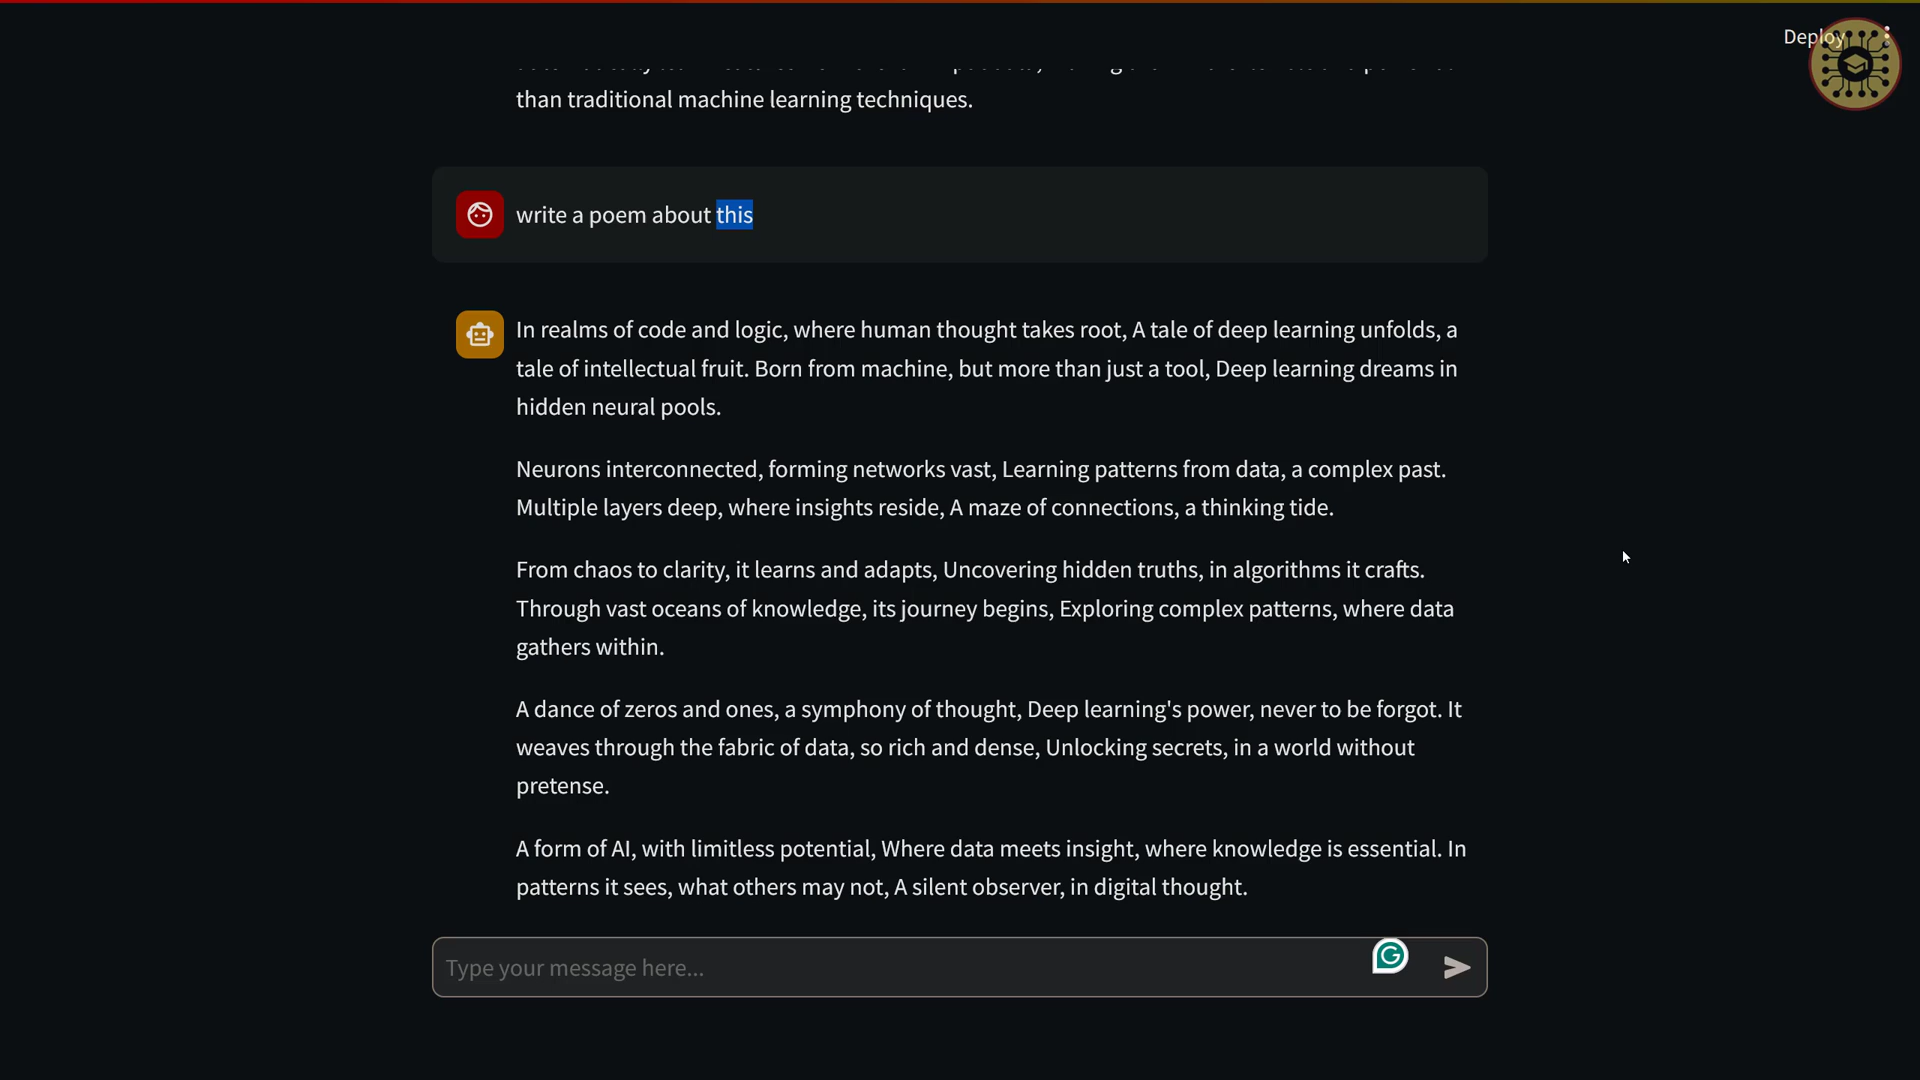 Deploy
than traditional machine learning techniques.
write a poem about this
In realms of code and logic, where human thought takes root, A tale of deep learning unfolds, a
tale of intellectual fruit. Born from machine, but more than just a tool, Deep learning dreams in
hidden neural pools.
Neurons interconnected, forming networks vast, Learning patterns from data, a complex past.
Multiple layers deep, where insights reside, A maze of connections, a thinking tide.
From chaos to clarity, it learns and adapts, Uncovering hidden truths, in algorithms it crafts.
Through vast oceans of knowledge, its journey begins, Exploring complex patterns, where data
gathers within.
A dance of zeros and ones, a symphony of thought, Deep learning's power, never to be forgot. It
weaves through the fabric of data, so rich and dense, Unlocking secrets, in a world without
pretense.
A form of AI, with limitless potential, Where data meets insight, where knowledge is essential. In
patterns it sees, what others may not, A silent observer, in digital thought.
Type your message here...